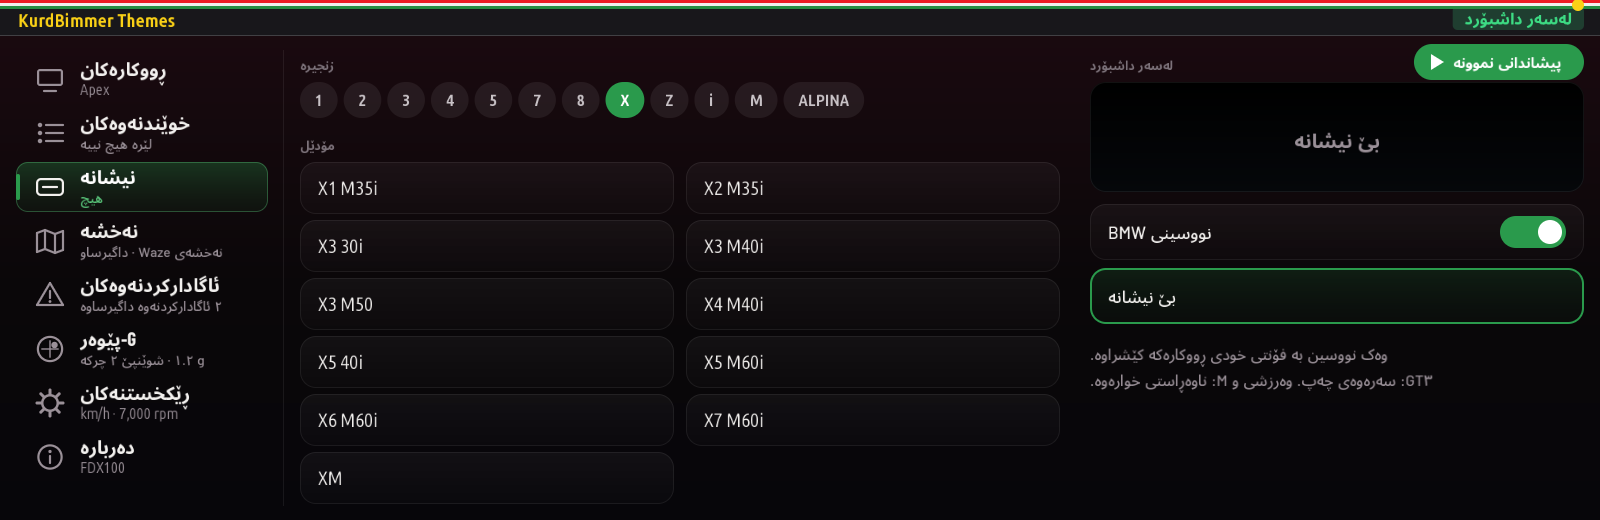 KurdBimmer Themes
لەسەر داشبۆرد
ڕووکارەکان
Apex
خوێندنەوەکان
لێرە هیچ نییە
نیشانە
هیچ
نەخشە
نەخشەی Waze · داگیرساو
ئاگادارکردنەوەکان
٢ ئاگادارکردنەوە داگیرساوە
G-پێوەر
١.٢ g · شوێنپێ ٢ چرکە
ڕێکخستنەکان
km/h · 7,000 rpm
دەربارە
FDX100
زنجیرە
1 2 3 4 5 7 8 X Z i M ALPINA
مۆدێل
X1 M35i
X2 M35i
X3 30i
X3 M40i
X3 M50
X4 M40i
X5 40i
X5 M60i
X6 M60i
X7 M60i
XM
لەسەر داشبۆرد
پیشاندانی نموونە
بێ نیشانە
نووسینی BMW
بێ نیشانە
وەک نووسین بە فۆنتی خودی ڕووکارەکە کێشراوە.
GT٣: سەرەوەی چەپ. وەرزشی و M: ناوەڕاستی خوارەوە.